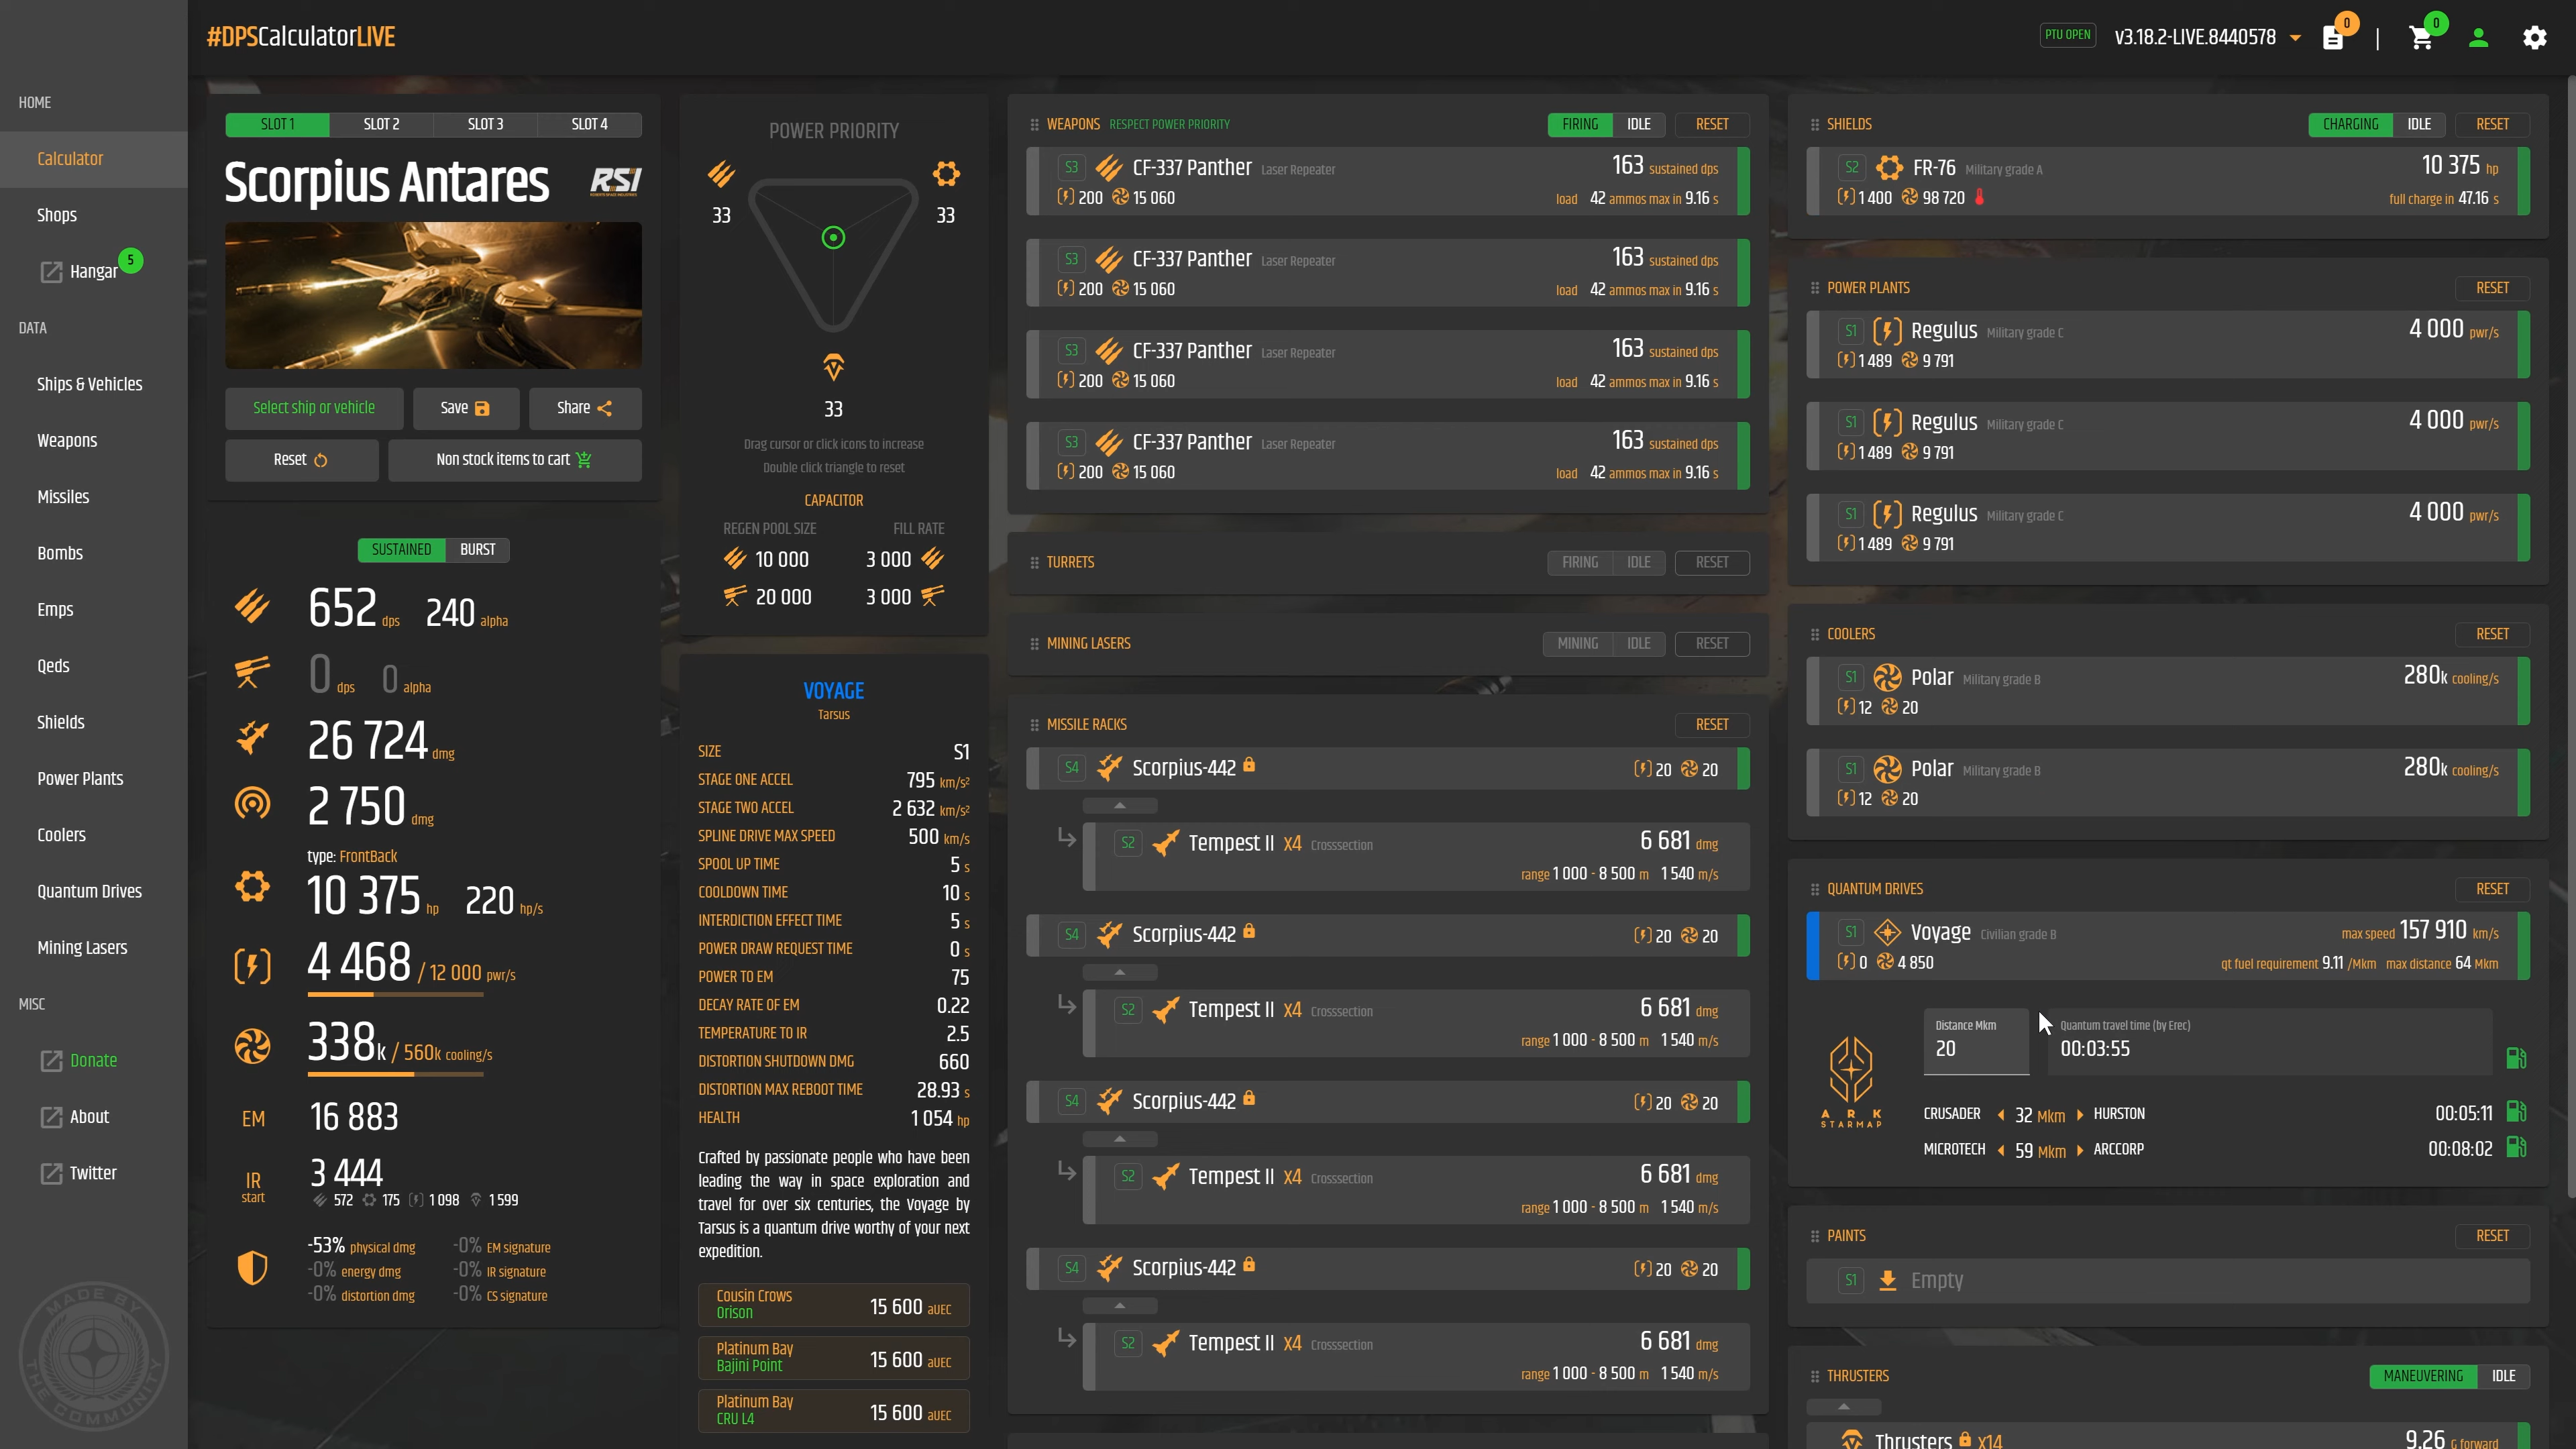 #DPSCalculatorLIVE
PTU OPEN
v3.18.2-LIVE.8440578
0
0
HOME
Calculator
Shops
Hangar
5
DATA
Ships & Vehicles
Weapons
Missiles
Bombs
Emps
Qeds
Shields
Power Plants
Coolers
Quantum Drives
Mining Lasers
MISC
Donate
About
Twitter
MADE BY THE COMMUNITY
SLOT 1 SLOT 2 SLOT 3 SLOT 4
Scorpius Antares RSI
Select ship or vehicle Save Share
Reset Non stock items to cart
SUSTAINED BURST
652 dps 240 alpha
0 dps 0 alpha
26 724 dmg
2 750 dmg
type: FrontBack
10 375 hp 220 hp/s
4 468 / 12 000 pwr/s
338k / 560k cooling/s
EM 16 883
IR start 3 444
572 175 1 098 1 599
-53% physical dmg -0% EM signature
-0% energy dmg -0% IR signature
-0% distortion dmg -0% CS signature
POWER PRIORITY
33 33
33
Drag cursor or click icons to increase
Double click triangle to reset
CAPACITOR
REGEN POOL SIZE FILL RATE
10 000 3 000
20 000 3 000
VOYAGE
Tarsus
SIZE S1
STAGE ONE ACCEL 795 km/s²
STAGE TWO ACCEL 2 632 km/s²
SPLINE DRIVE MAX SPEED 500 km/s
SPOOL UP TIME 5 s
COOLDOWN TIME 10 s
INTERDICTION EFFECT TIME 5 s
POWER DRAW REQUEST TIME 0 s
POWER TO EM 75
DECAY RATE OF EM 0.22
TEMPERATURE TO IR 2.5
DISTORTION SHUTDOWN DMG 660
DISTORTION MAX REBOOT TIME 28.93 s
HEALTH 1 054 hp
Crafted by passionate people who have been
leading the way in space exploration and
travel for over six centuries, the Voyage by
Tarsus is a quantum drive worthy of your next
expedition.
Cousin Crows
Orison 15 600 aUEC
Platinum Bay
Bajini Point 15 600 aUEC
Platinum Bay
CRU L4 15 600 aUEC
WEAPONS RESPECT POWER PRIORITY FIRING IDLE RESET
S3 CF-337 Panther Laser Repeater 163 sustained dps
200 15 060 load 42 ammos max in 9.16 s
S3 CF-337 Panther Laser Repeater 163 sustained dps
200 15 060 load 42 ammos max in 9.16 s
S3 CF-337 Panther Laser Repeater 163 sustained dps
200 15 060 load 42 ammos max in 9.16 s
S3 CF-337 Panther Laser Repeater 163 sustained dps
200 15 060 load 42 ammos max in 9.16 s
TURRETS FIRING IDLE RESET
MINING LASERS MINING IDLE RESET
MISSILE RACKS RESET
S4 Scorpius-442 20 20
S2 Tempest II x4 Crosssection 6 681 dmg
range 1 000 - 8 500 m 1 540 m/s
S4 Scorpius-442 20 20
S2 Tempest II x4 Crosssection 6 681 dmg
range 1 000 - 8 500 m 1 540 m/s
S4 Scorpius-442 20 20
S2 Tempest II x4 Crosssection 6 681 dmg
range 1 000 - 8 500 m 1 540 m/s
S4 Scorpius-442 20 20
S2 Tempest II x4 Crosssection 6 681 dmg
range 1 000 - 8 500 m 1 540 m/s
SHIELDS CHARGING IDLE RESET
S2 FR-76 Military grade A 10 375 hp
1 400 98 720 full charge in 47.16 s
POWER PLANTS RESET
S1 Regulus Military grade C 4 000 pwr/s
1 489 9 791
S1 Regulus Military grade C 4 000 pwr/s
1 489 9 791
S1 Regulus Military grade C 4 000 pwr/s
1 489 9 791
COOLERS RESET
S1 Polar Military grade B 280k cooling/s
12 20
S1 Polar Military grade B 280k cooling/s
12 20
QUANTUM DRIVES RESET
S1 Voyage Civilian grade B max speed 157 910 km/s
0 4 850 qt fuel requirement 9.11 /Mkm max distance 64 Mkm
Distance Mkm Quantum travel time (by Erec)
20 00:03:55
ARK
STARMAP
CRUSADER 32 Mkm HURSTON 00:05:11
MICROTECH 59 Mkm ARCCORP 00:08:02
PAINTS RESET
S1 Empty
THRUSTERS MANEUVERING IDLE
Thrusters x14 9.26 G forward